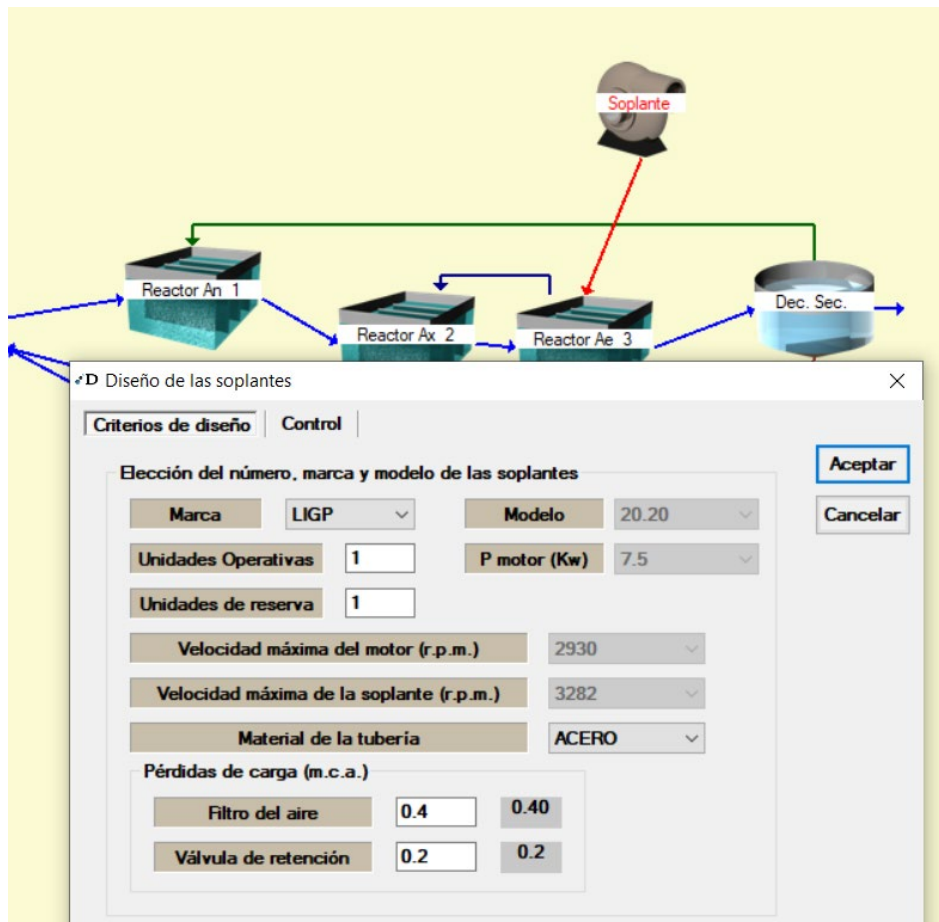 Soplante
Reactor An 1
Reactor Ax 2
Reactor Ae 3
Dec. Sec.
D Diseño de las soplantes
Criterios de diseño Control
Aceptar
Cancelar
Elección del número, marca y modelo de las soplantes
Marca LIGP Modelo 20.20
Unidades Operativas 1 P motor (Kw) 7.5
Unidades de reserva 1
Velocidad máxima del motor (r.p.m.) 2930
Velocidad máxima de la soplante (r.p.m.) 3282
Material de la tubería ACERO
Pérdidas de carga (m.c.a.)
Filtro del aire 0.4 0.40
Válvula de retención 0.2 0.2